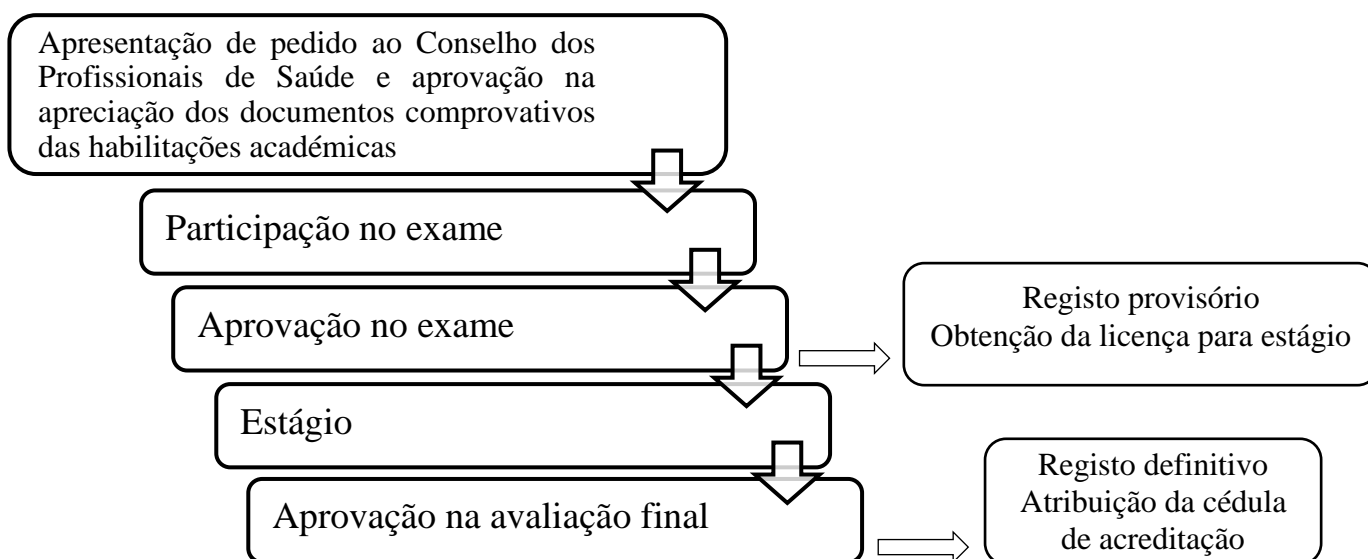 Apresentação de pedido ao Conselho dos
Profissionais de Saúde e aprovação na
apreciação dos documentos comprovativos
das habilitações académicas
Participação no exame
Aprovação no exame
Registo provisório
Obtenção da licença para estágio
Estágio
Aprovação na avaliação final
Registo definitivo
Atribuição da cédula
de acreditação